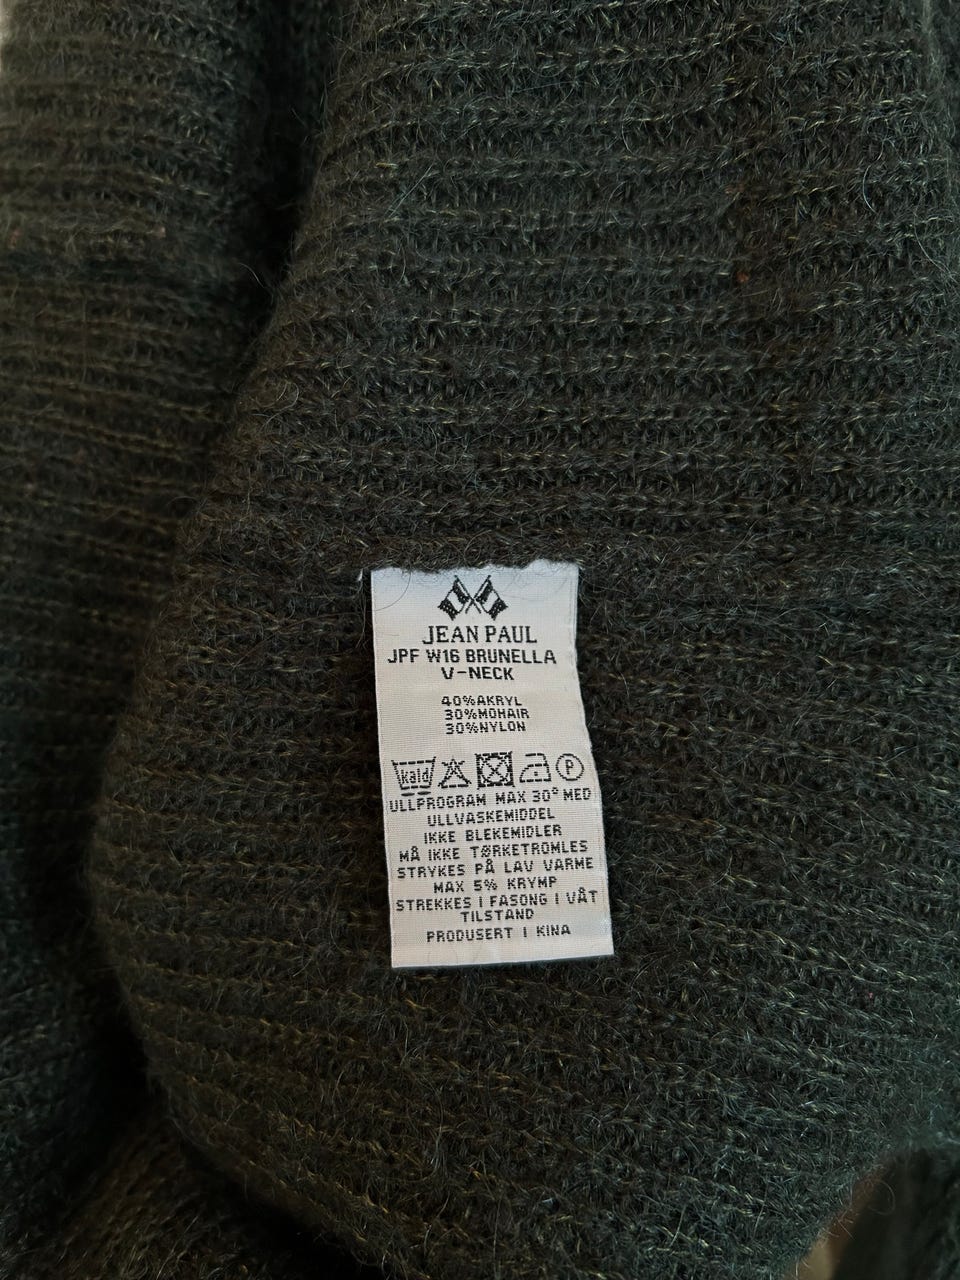 JEAN PAUL
JPF W16 BRUNELLA
V-NECK
40%AKRYL
30%MOHAIR
30%NYLON
kald P
ULLPROGRAM MAX 30° MED
ULLVASKEMIDDEL
IKKE BLEKEMIDLER
MÅ IKKE TØRKETROMLES
STRYKES PÅ LAV VARME
MAX 5% KRYMP
STREKKES I FASONG I VÅT
TILSTAND
PRODUSERT I KINA